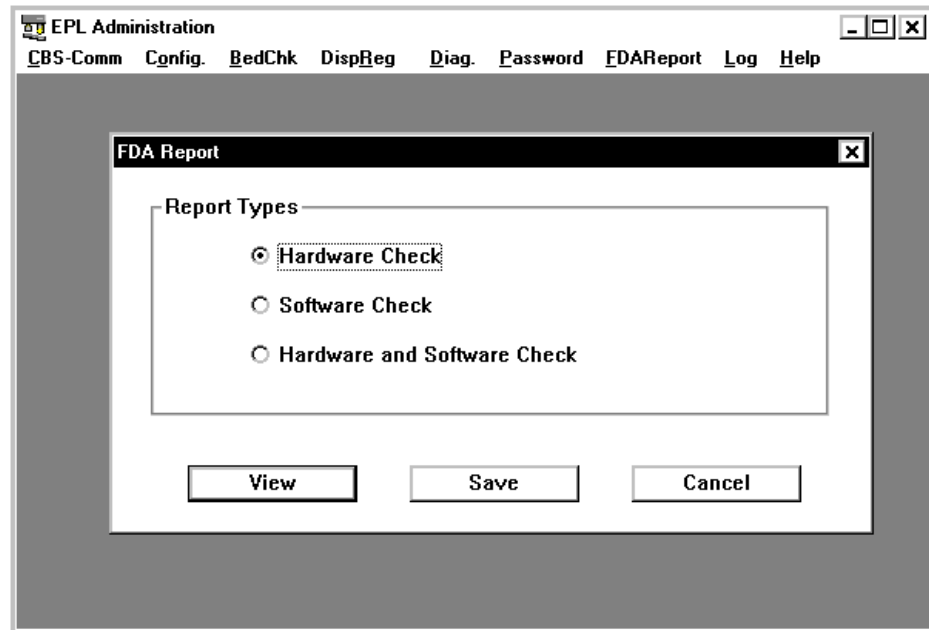 EPL Administration
CBS-Comm Config. BedChk DispReg Diag. Password FDAReport Log Help
FDA Report
Report Types
Hardware Check
Software Check
Hardware and Software Check
View Save Cancel